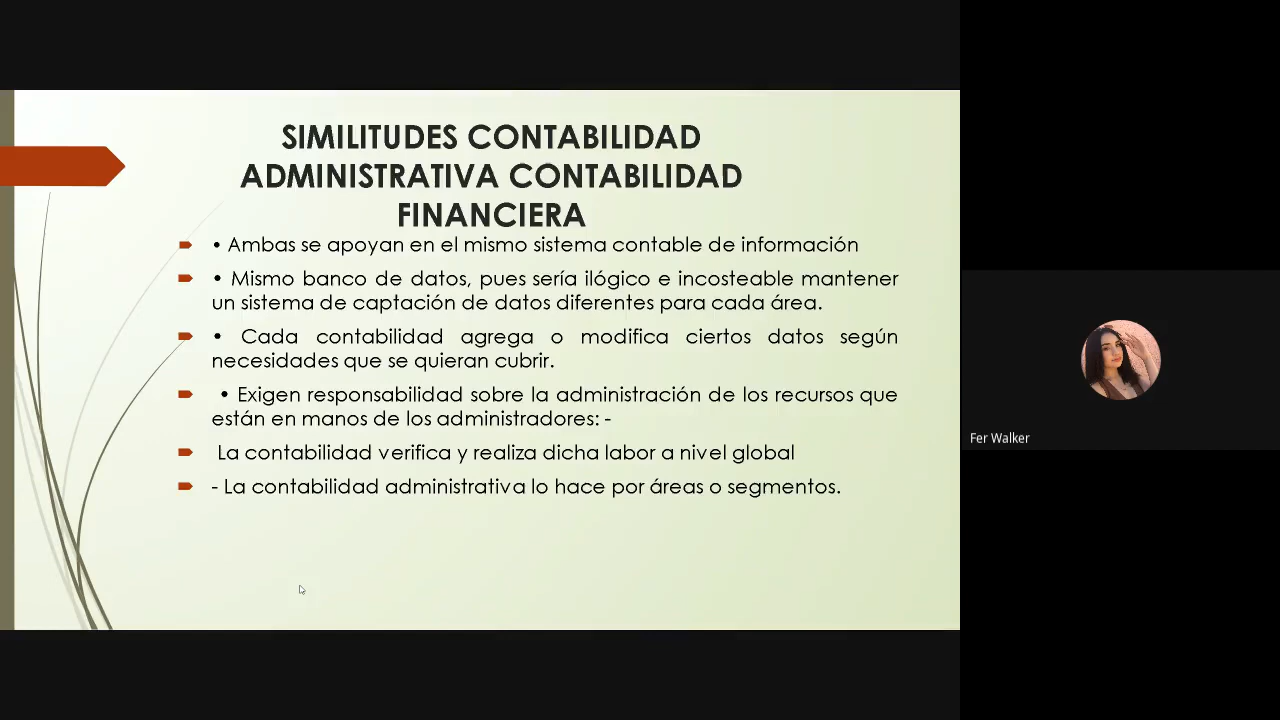 SIMILITUDES CONTABILIDAD
ADMINISTRATIVA CONTABILIDAD
FINANCIERA
• Ambas se apoyan en el mismo sistema contable de información
• Mismo banco de datos, pues sería ilógico e incosteable mantener
un sistema de captación de datos diferentes para cada área.
• Cada contabilidad agrega o modifica ciertos datos según
necesidades que se quieran cubrir.
• Exigen responsabilidad sobre la administración de los recursos que
están en manos de los administradores: -
La contabilidad verifica y realiza dicha labor a nivel global
- La contabilidad administrativa lo hace por áreas o segmentos.
Fer Walker